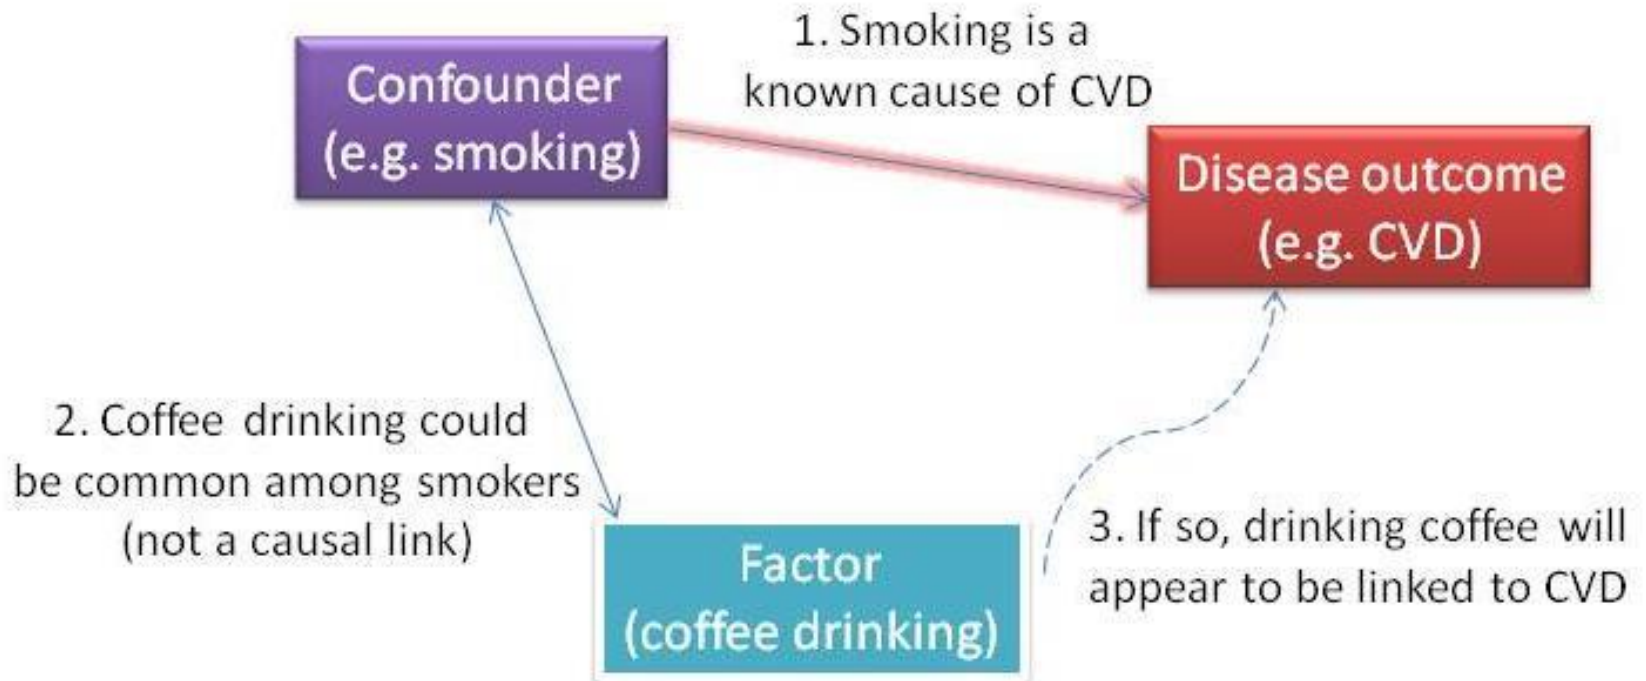 Confounder
(e.g. smoking)
1. Smoking is a
known cause of CVD
Disease outcome
(e.g. CVD)
2. Coffee drinking could
be common among smokers
(not a causal link)
Factor
(coffee drinking)
3. If so, drinking coffee will
appear to be linked to CVD